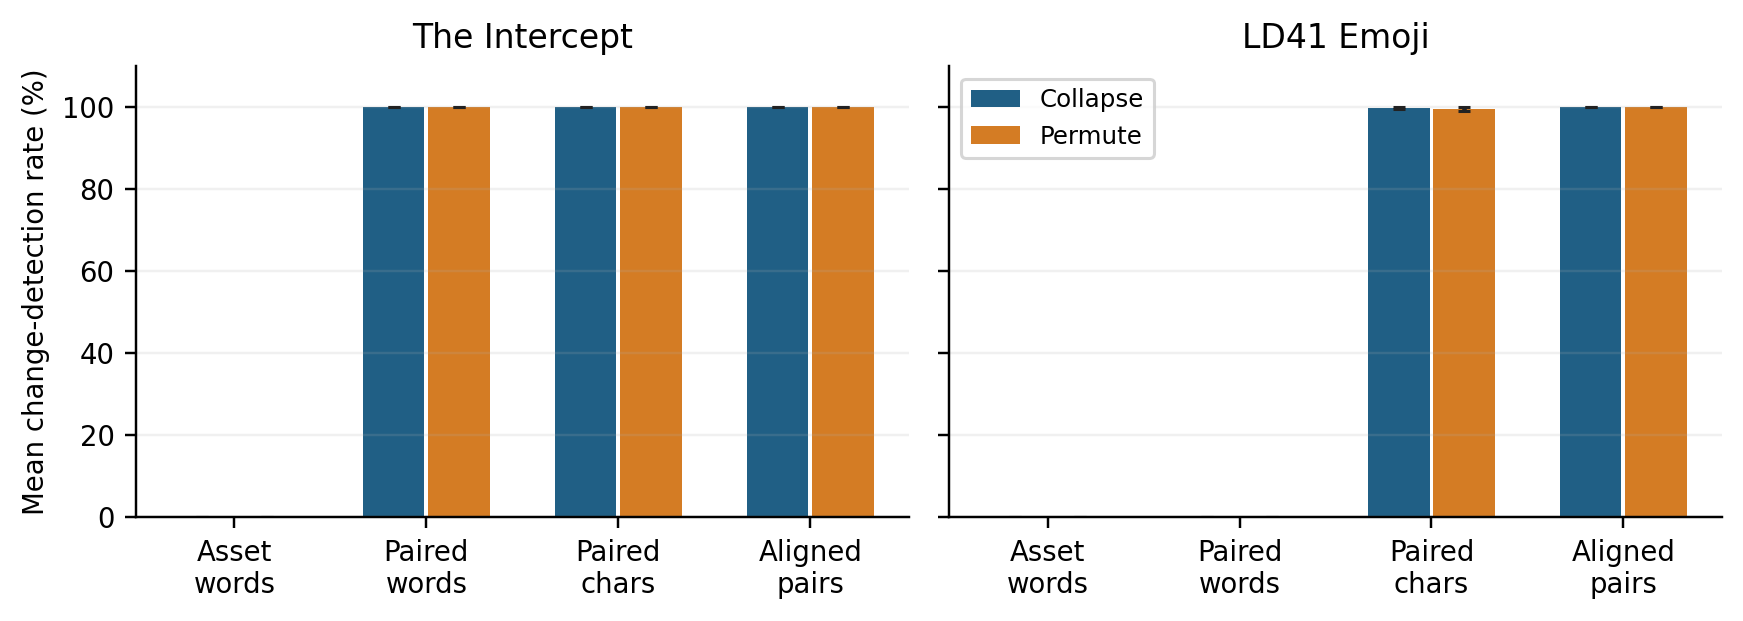 The Intercept
LD41 Emoji
Mean change-detection rate (%)
100
80
60
40
20
0
Collapse
Permute
Asset
words
Paired
words
Paired
chars
Aligned
pairs
Asset
words
Paired
words
Paired
chars
Aligned
pairs